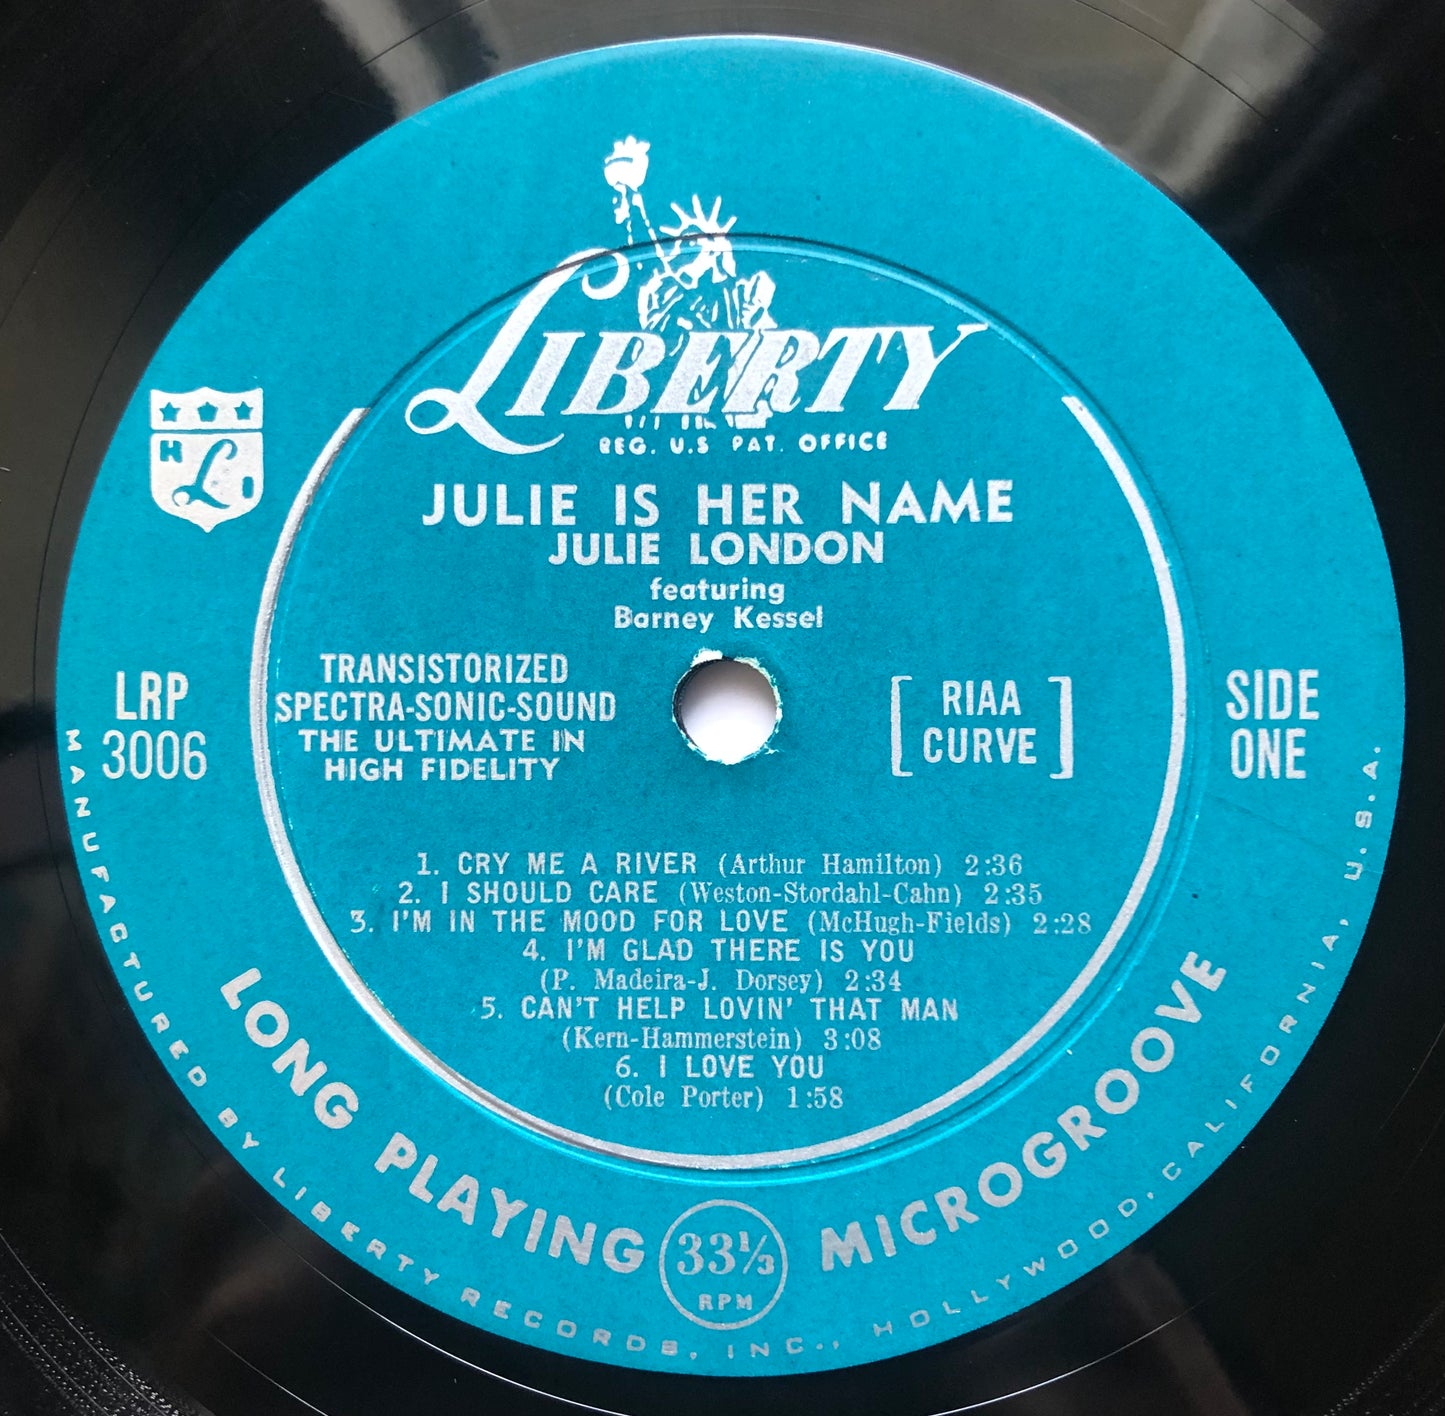 LIBERTY
REG. U.S. PAT. OFFICE
H
L
I
JULIE IS HER NAME
JULIE LONDON
featuring
Barney Kessel
TRANSISTORIZED
SPECTRA-SONIC-SOUND
THE ULTIMATE IN
HIGH FIDELITY
LRP
3006
[RIAA
CURVE]
SIDE
ONE
1. CRY ME A RIVER (Arthur Hamilton) 2:36
2. I SHOULD CARE (Weston-Stordahl-Cahn) 2:35
3. I'M IN THE MOOD FOR LOVE (McHugh-Fields) 2:28
4. I'M GLAD THERE IS YOU
(P. Madeira-J. Dorsey) 2:34
5. CAN'T HELP LOVIN' THAT MAN
(Kern-Hammerstein) 3:08
6. I LOVE YOU
(Cole Porter) 1:58
LONG PLAYING 33⅓ MICROGROOVE
RPM
MANUFACTURED BY LIBERTY RECORDS, INC., HOLLYWOOD, CALIFORNIA, U.S.A.